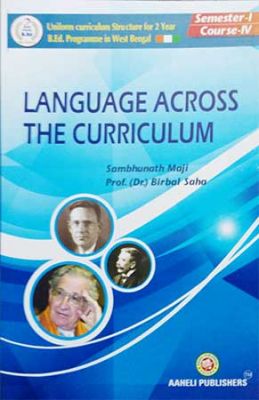 Uniform curriculum Structure for 2 Year
B.Ed. Programme in West Bengal
Semester-I
Course-IV
LANGUAGE ACROSS
THE CURRICULUM
Sambhunath Maji
Prof. (Dr.) Birbal Saha
AAHELI PUBLISHERS TM